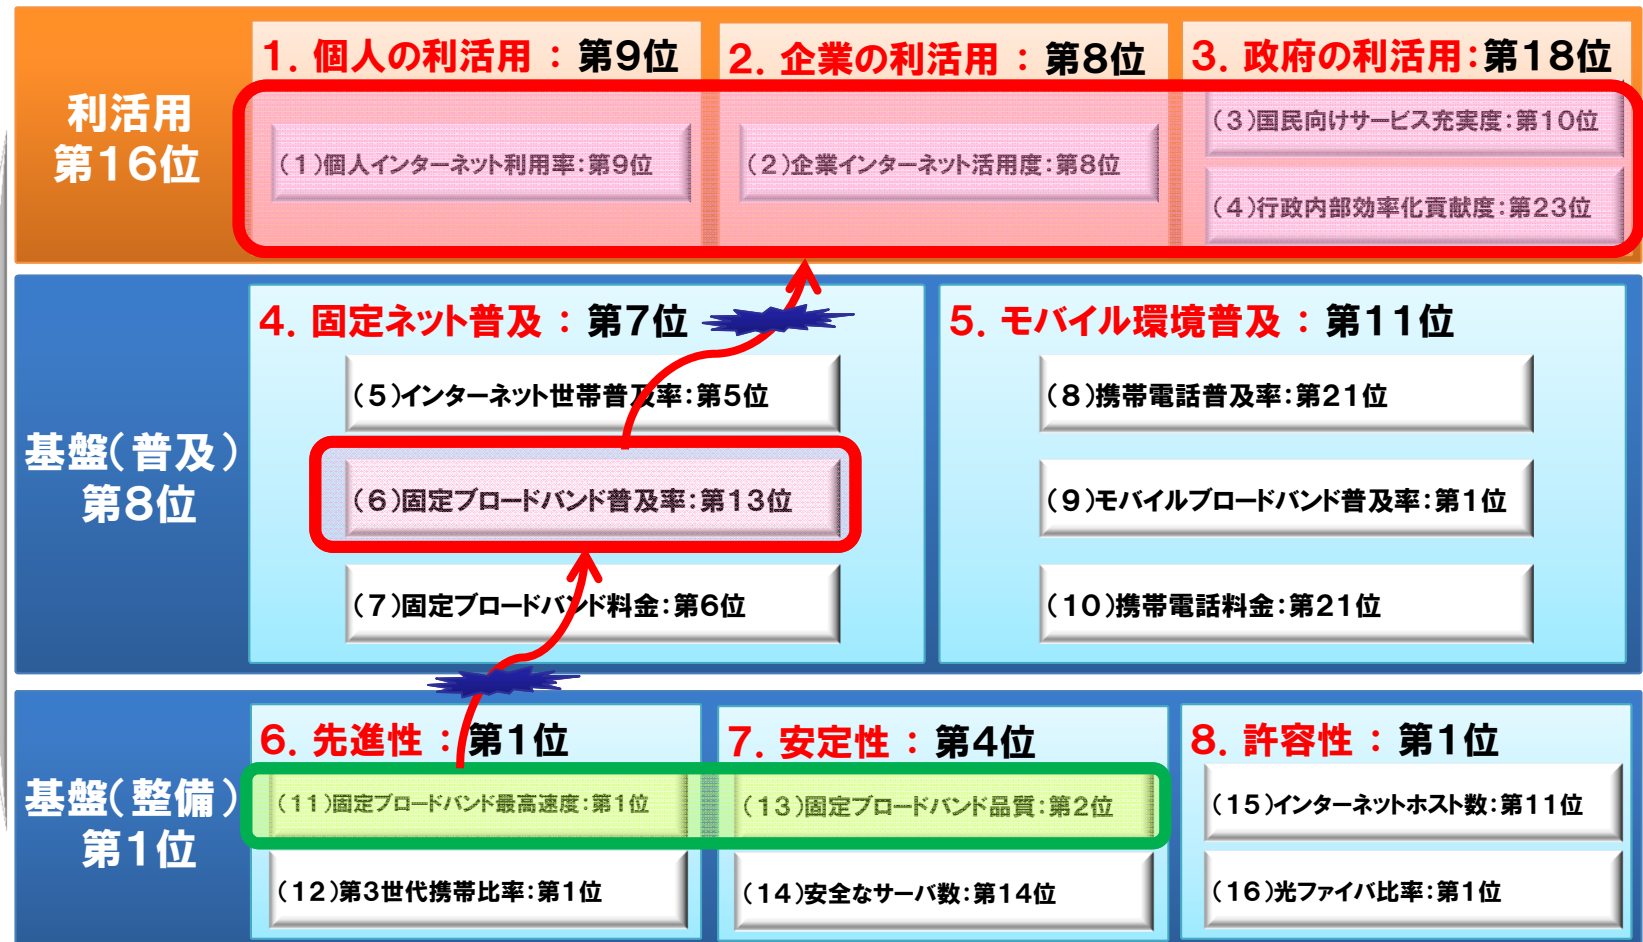 利活用
第16位
1. 個人の利活用 : 第9位
(1)個人インターネット利用率:第9位
2. 企業の利活用 : 第8位
(2)企業インターネット活用度:第8位
3. 政府の利活用:第18位
(3)国民向けサービス充実度:第10位
(4)行政内部効率化貢献度:第23位
基盤(普及)
第8位
4. 固定ネット普及 : 第7位
(5)インターネット世帯普及率:第5位
(6)固定ブロードバンド普及率:第13位
(7)固定ブロードバンド料金:第6位
5. モバイル環境普及 : 第11位
(8)携帯電話普及率:第21位
(9)モバイルブロードバンド普及率:第1位
(10)携帯電話料金:第21位
基盤(整備)
第1位
6. 先進性 : 第1位
(11)固定ブロードバンド最高速度:第1位
(12)第3世代携帯比率:第1位
7. 安定性 : 第4位
(13)固定ブロードバンド品質:第2位
(14)安全なサーバ数:第14位
8. 許容性 : 第1位
(15)インターネットホスト数:第11位
(16)光ファイバ比率:第1位